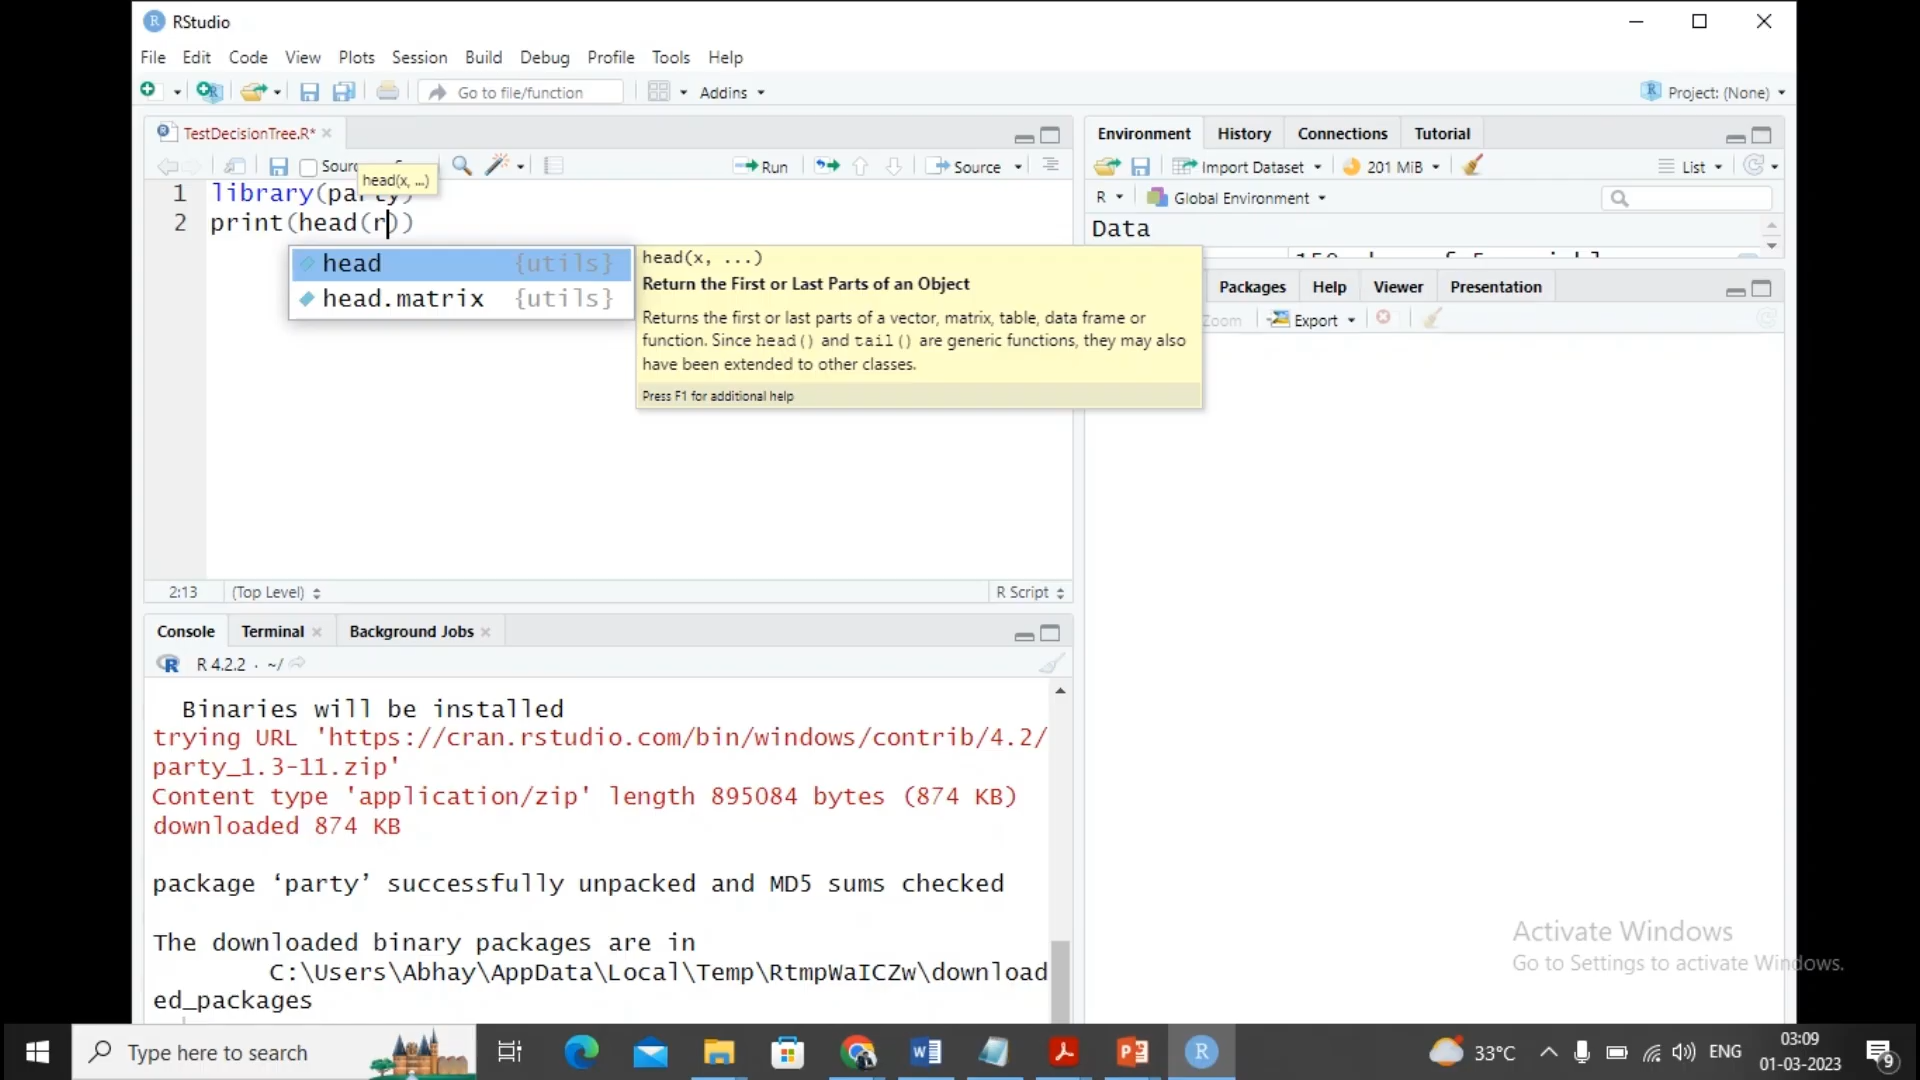 RStudio
File Edit Code View Plots Session Build Debug Profile Tools Help
Go to file/function Addins Project: (None)
TestDecisionTree.R*
Run Source
head(x, ...)
1 library(party)
2 print(head(r))
head {utils}
head.matrix {utils}
head(x, ...)
Return the First or Last Parts of an Object
Returns the first or last parts of a vector, matrix, table, data frame or
function. Since head() and tail() are generic functions, they may also
have been extended to other classes.
Press F1 for additional help
2:13 (Top Level) R Script
Environment History Connections Tutorial
Import Dataset 201 MiB List
R Global Environment
Data
Packages Help Viewer Presentation
Zoom Export
Console Terminal Background Jobs
R 4.2.2 · ~/
Binaries will be installed
trying URL 'https://cran.rstudio.com/bin/windows/contrib/4.2/
party_1.3-11.zip'
Content type 'application/zip' length 895084 bytes (874 KB)
downloaded 874 KB
package ‘party’ successfully unpacked and MD5 sums checked
The downloaded binary packages are in
C:\Users\Abhay\AppData\Local\Temp\RtmpWaICZw\download
ed_packages
Activate Windows
Go to Settings to activate Windows.
Type here to search 33°C ENG 03:09
01-03-2023 9